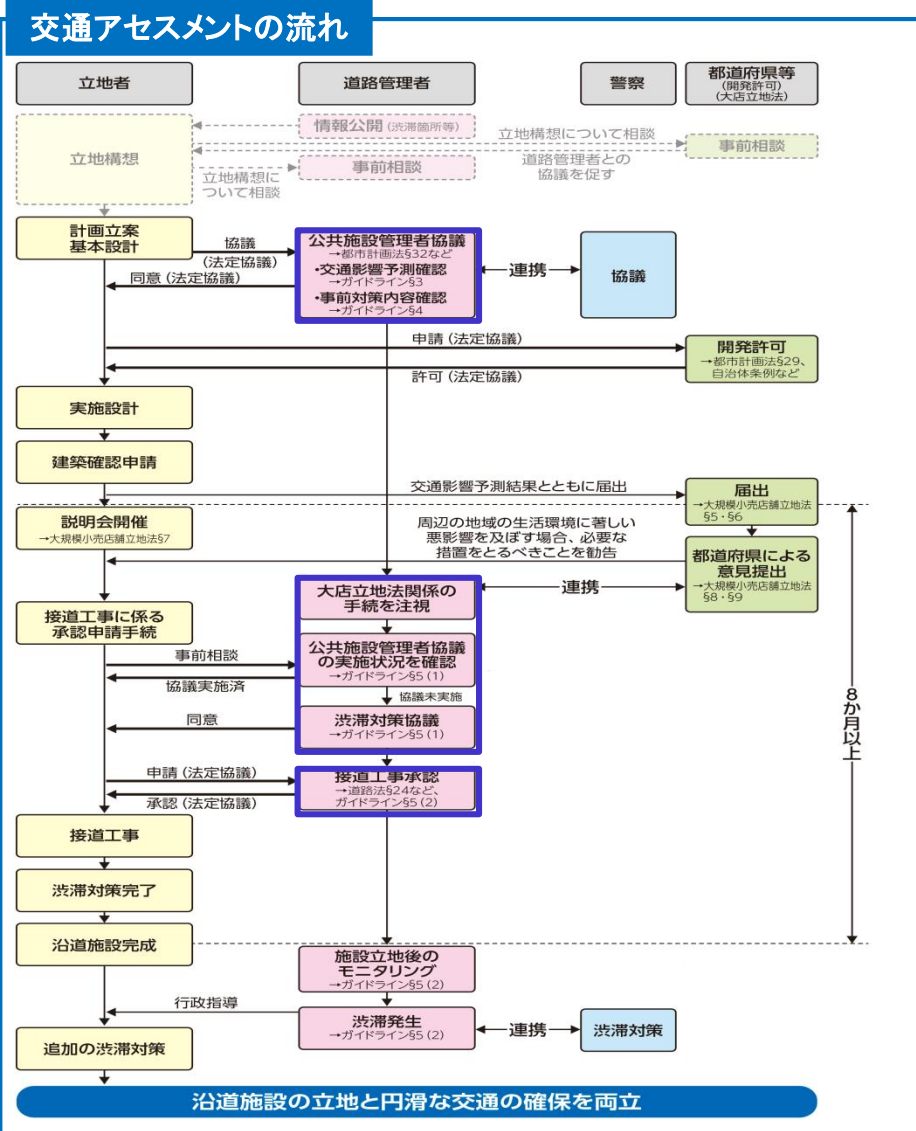 交通アセスメントの流れ
立地者
道路管理者
警察
都道府県等
(開発許可)
(大店立地法)
立地構想
情報公開 (渋滞箇所等)
事前相談
立地構想に
ついて相談
立地構想について相談
道路管理者との
協議を促す
事前相談
計画立案
基本設計
協議
(法定協議)
同意 (法定協議)
公共施設管理者協議
→都市計画法§32など
・交通影響予測確認
→ガイドライン§3
・事前対策内容確認
→ガイドライン§4
連携
協議
申請 (法定協議)
許可 (法定協議)
開発許可
→都市計画法§29、
自治体条例など
実施設計
建築確認申請
交通影響予測結果とともに届出
届出
→大規模小売店舗立地法
§5・§6
説明会開催
→大規模小売店舗立地法§7
周辺の地域の生活環境に著しい
悪影響を及ぼす場合、必要な
措置をとるべきことを勧告
都道府県による
意見提出
→大規模小売店舗立地法
§8・§9
大店立地法関係の
手続を注視
連携
接道工事に係る
承認申請手続
事前相談
協議実施済
公共施設管理者協議
の実施状況を確認
→ガイドライン§5 (1)
協議未実施
同意
渋滞対策協議
→ガイドライン§5 (1)
8か月以上
申請 (法定協議)
承認 (法定協議)
接道工事承認
→道路法§24など、
ガイドライン§5 (2)
接道工事
渋滞対策完了
沿道施設完成
施設立地後の
モニタリング
→ガイドライン§5 (2)
行政指導
渋滞発生
→ガイドライン§5 (2)
連携
渋滞対策
追加の渋滞対策
沿道施設の立地と円滑な交通の確保を両立